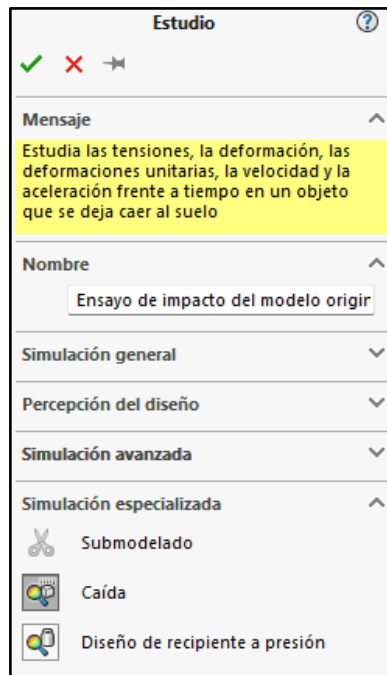 Estudio
Mensaje
Estudia las tensiones, la deformación, las
deformaciones unitarias, la velocidad y la
aceleración frente a tiempo en un objeto
que se deja caer al suelo
Nombre
Ensayo de impacto del modelo origir
Simulación general
Percepción del diseño
Simulación avanzada
Simulación especializada
Submodelado
Caída
Diseño de recipiente a presión